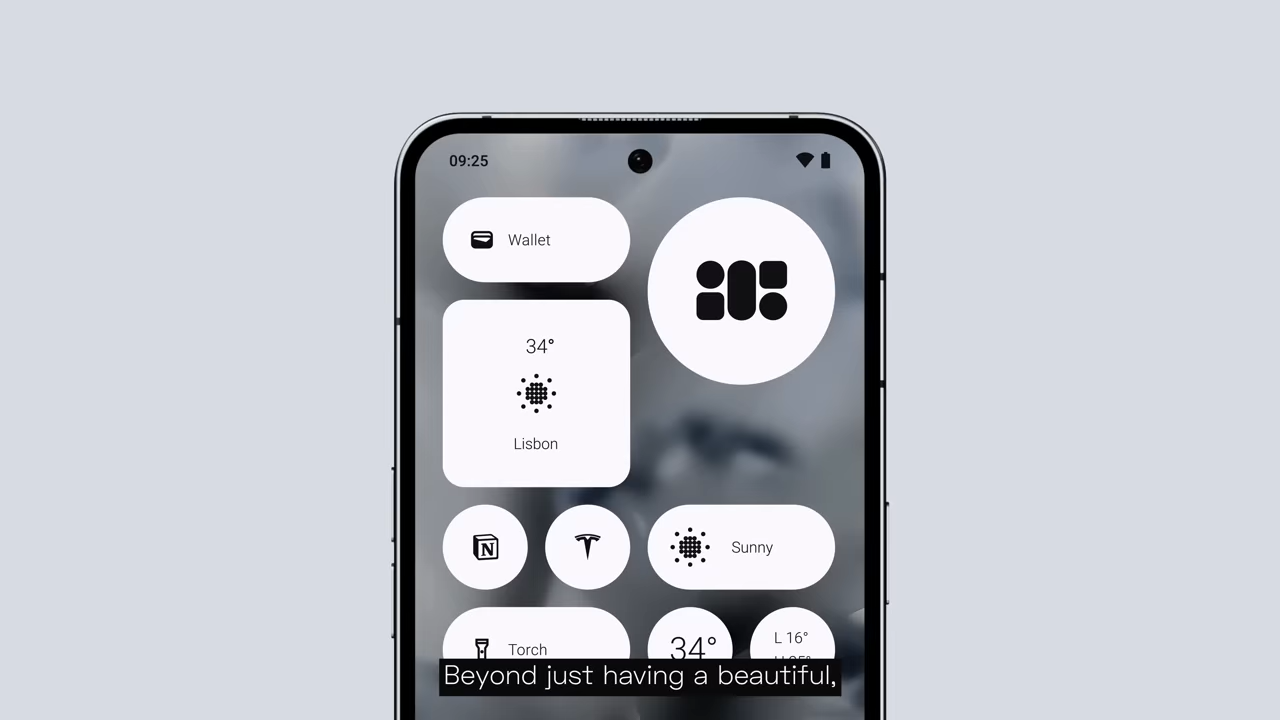 09:25
Wallet
34°
Lisbon
N
Sunny
Torch
34°
L 16°
Beyond just having a beautiful,